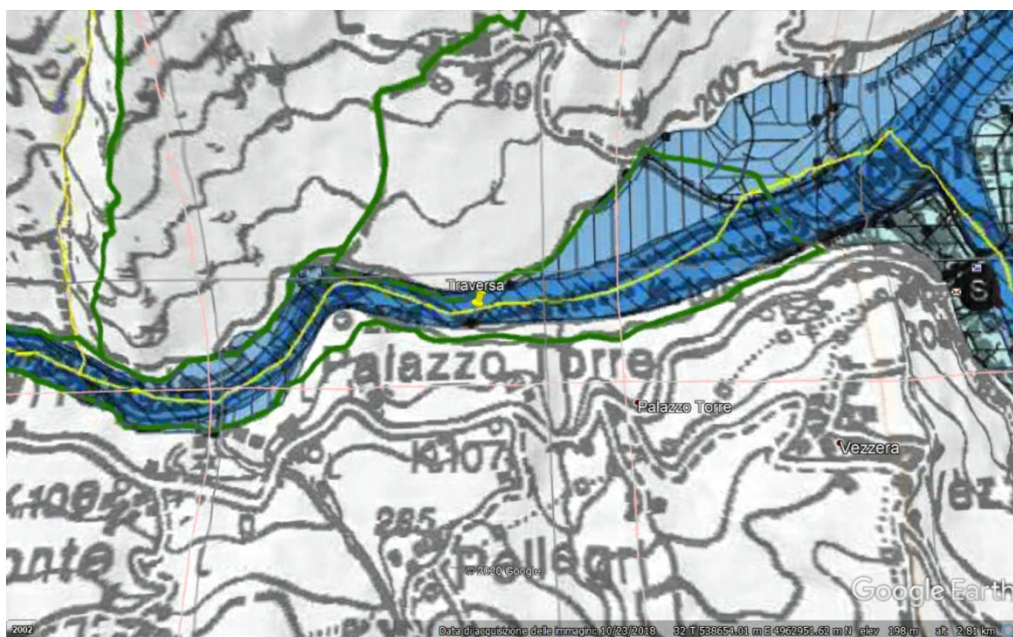 269
200
Traversa
S
Palazzo Torre
Palazzo Torre
Vezzera
K.107
285
© 2020 Google
Google Earth
2002
Data di acquisizione delle immagini: 10/23/2018 32 T 538654.01 m E 4962951.62 m N elev 198 m alt 2.81 km